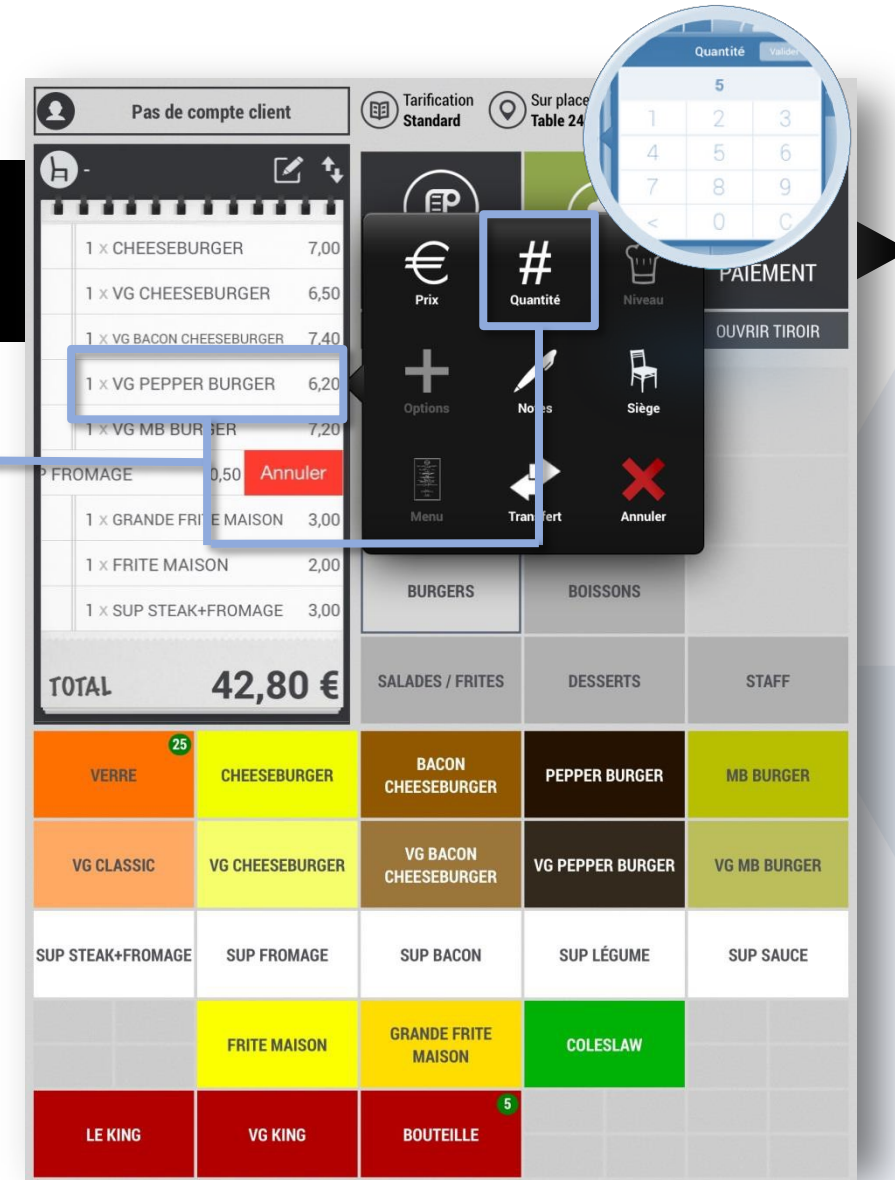 Quantité Valider
5
1 2 3
4 5 6
7 8 9
< 0 C
Pas de compte client
Tarification
Standard
Sur place
Table 24
-
1 x CHEESEBURGER 7,00
1 x VG CHEESEBURGER 6,50
1 x VG BACON CHEESEBURGER 7,40
1 x VG PEPPER BURGER 6,20
1 x VG MB BURGER 7,20
P FROMAGE 0,50 Annuler
1 x GRANDE FRITE MAISON 3,00
1 x FRITE MAISON 2,00
1 x SUP STEAK+FROMAGE 3,00
TOTAL 42,80 €
€ #
Prix Quantité Niveau
Options Notes Siège
Menu Transfert Annuler
PAIEMENT
OUVRIR TIROIR
BURGERS BOISSONS
SALADES / FRITES DESSERTS STAFF
25
VERRE CHEESEBURGER BACON
CHEESEBURGER PEPPER BURGER MB BURGER
VG CLASSIC VG CHEESEBURGER VG BACON
CHEESEBURGER VG PEPPER BURGER VG MB BURGER
SUP STEAK+FROMAGE SUP FROMAGE SUP BACON SUP LÉGUME SUP SAUCE
FRITE MAISON GRANDE FRITE
MAISON COLESLAW
5
LE KING VG KING BOUTEILLE